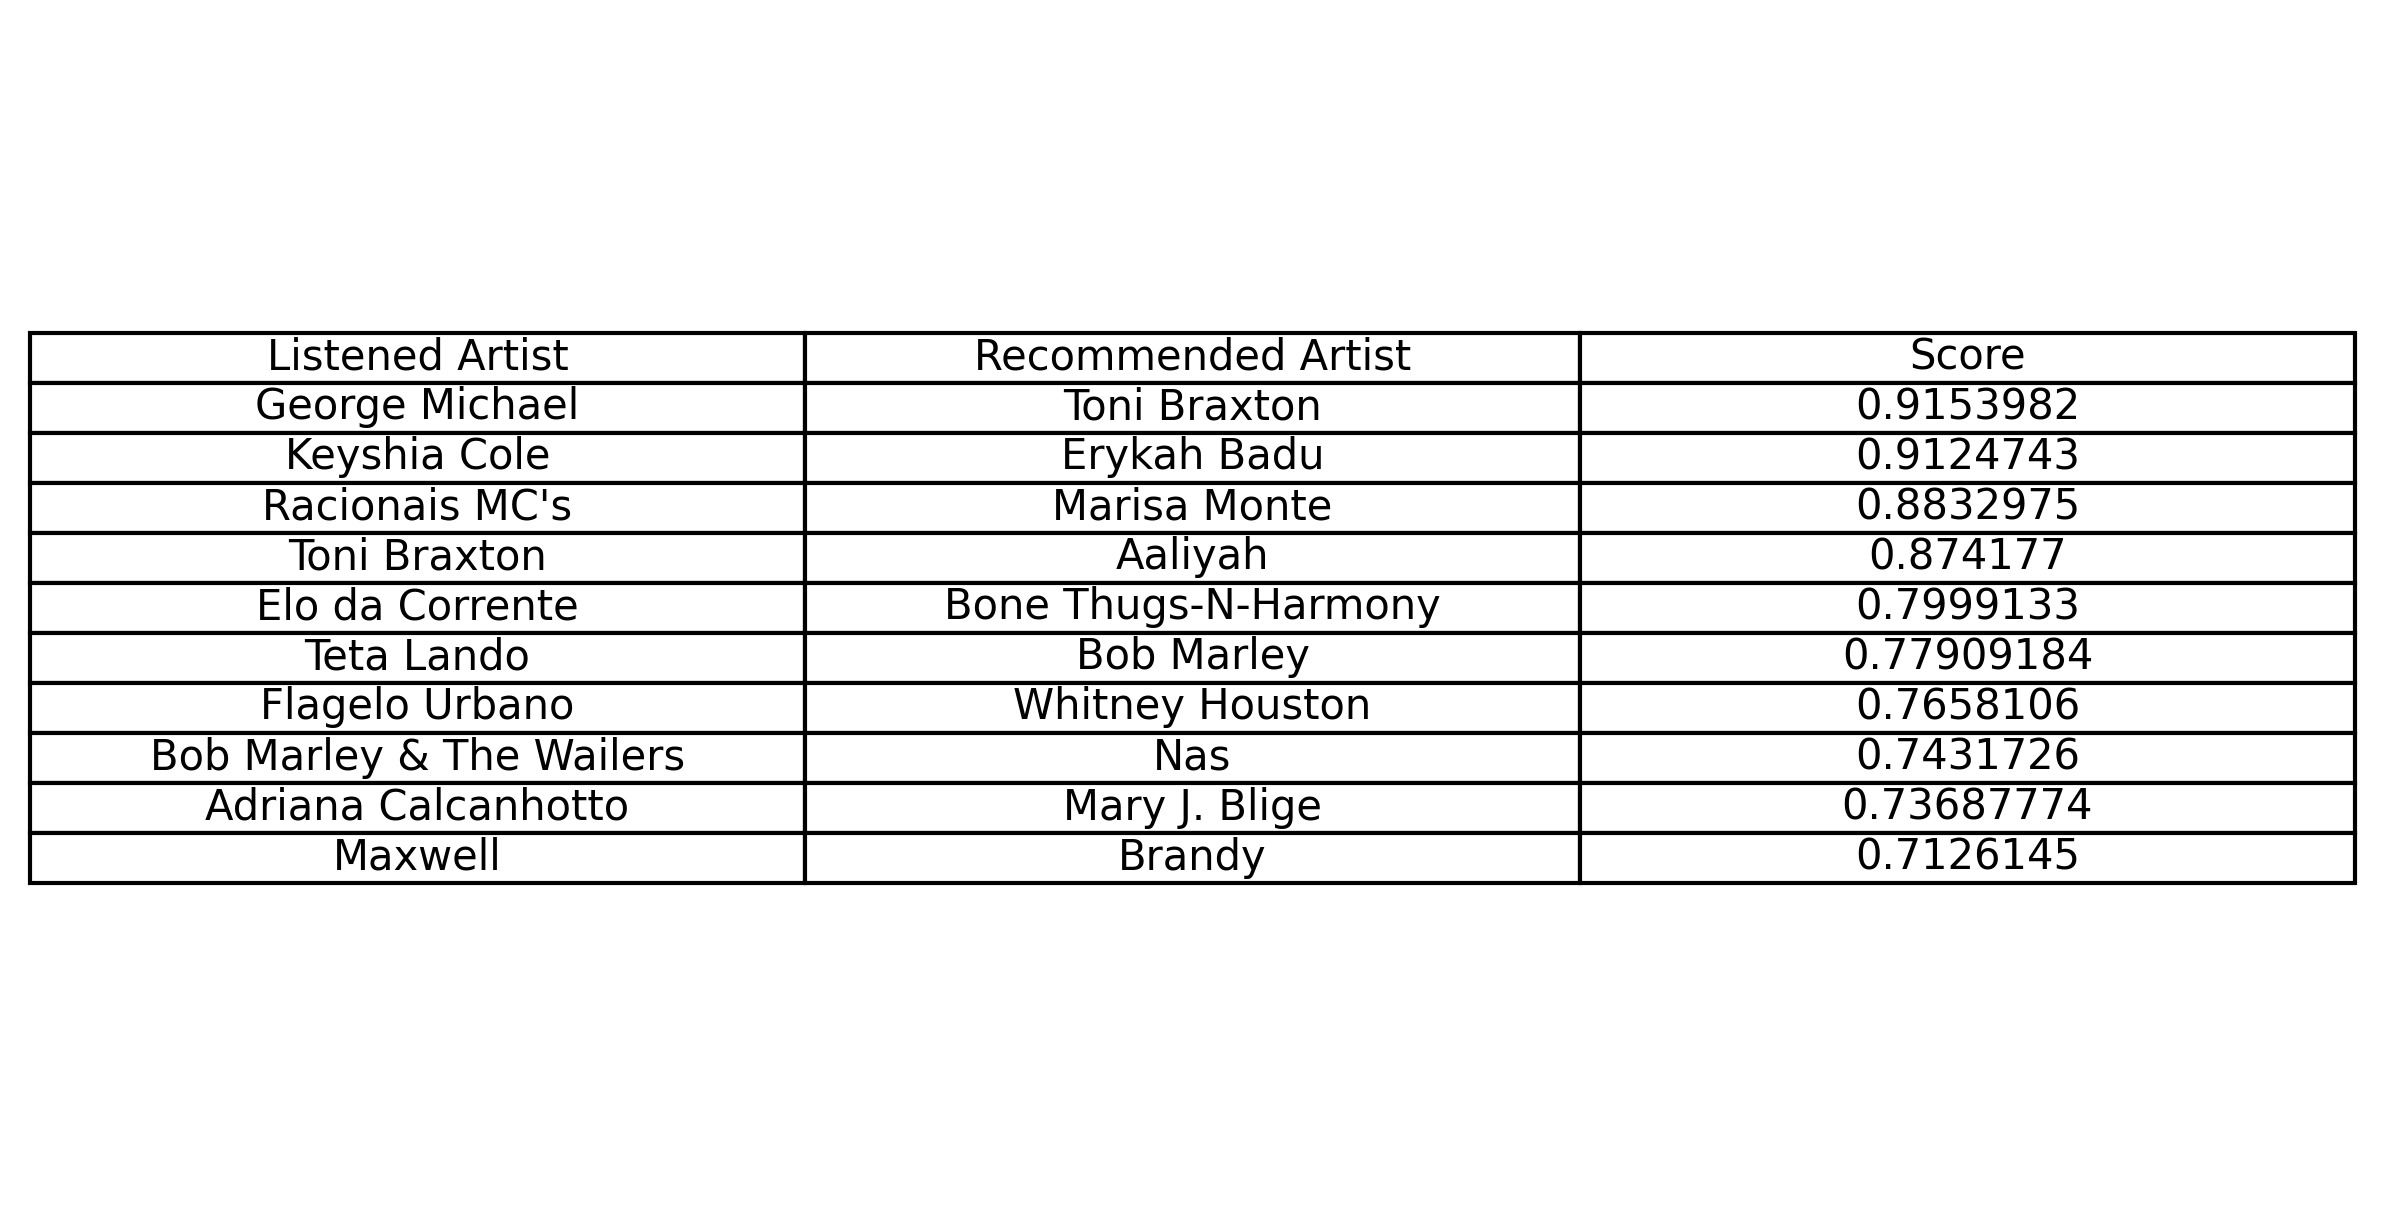 Listened Artist Recommended Artist Score
George Michael Toni Braxton 0.9153982
Keyshia Cole Erykah Badu 0.9124743
Racionais MC's Marisa Monte 0.8832975
Toni Braxton Aaliyah 0.874177
Elo da Corrente Bone Thugs-N-Harmony 0.7999133
Teta Lando Bob Marley 0.77909184
Flagelo Urbano Whitney Houston 0.7658106
Bob Marley & The Wailers Nas 0.7431726
Adriana Calcanhotto Mary J. Blige 0.73687774
Maxwell Brandy 0.7126145